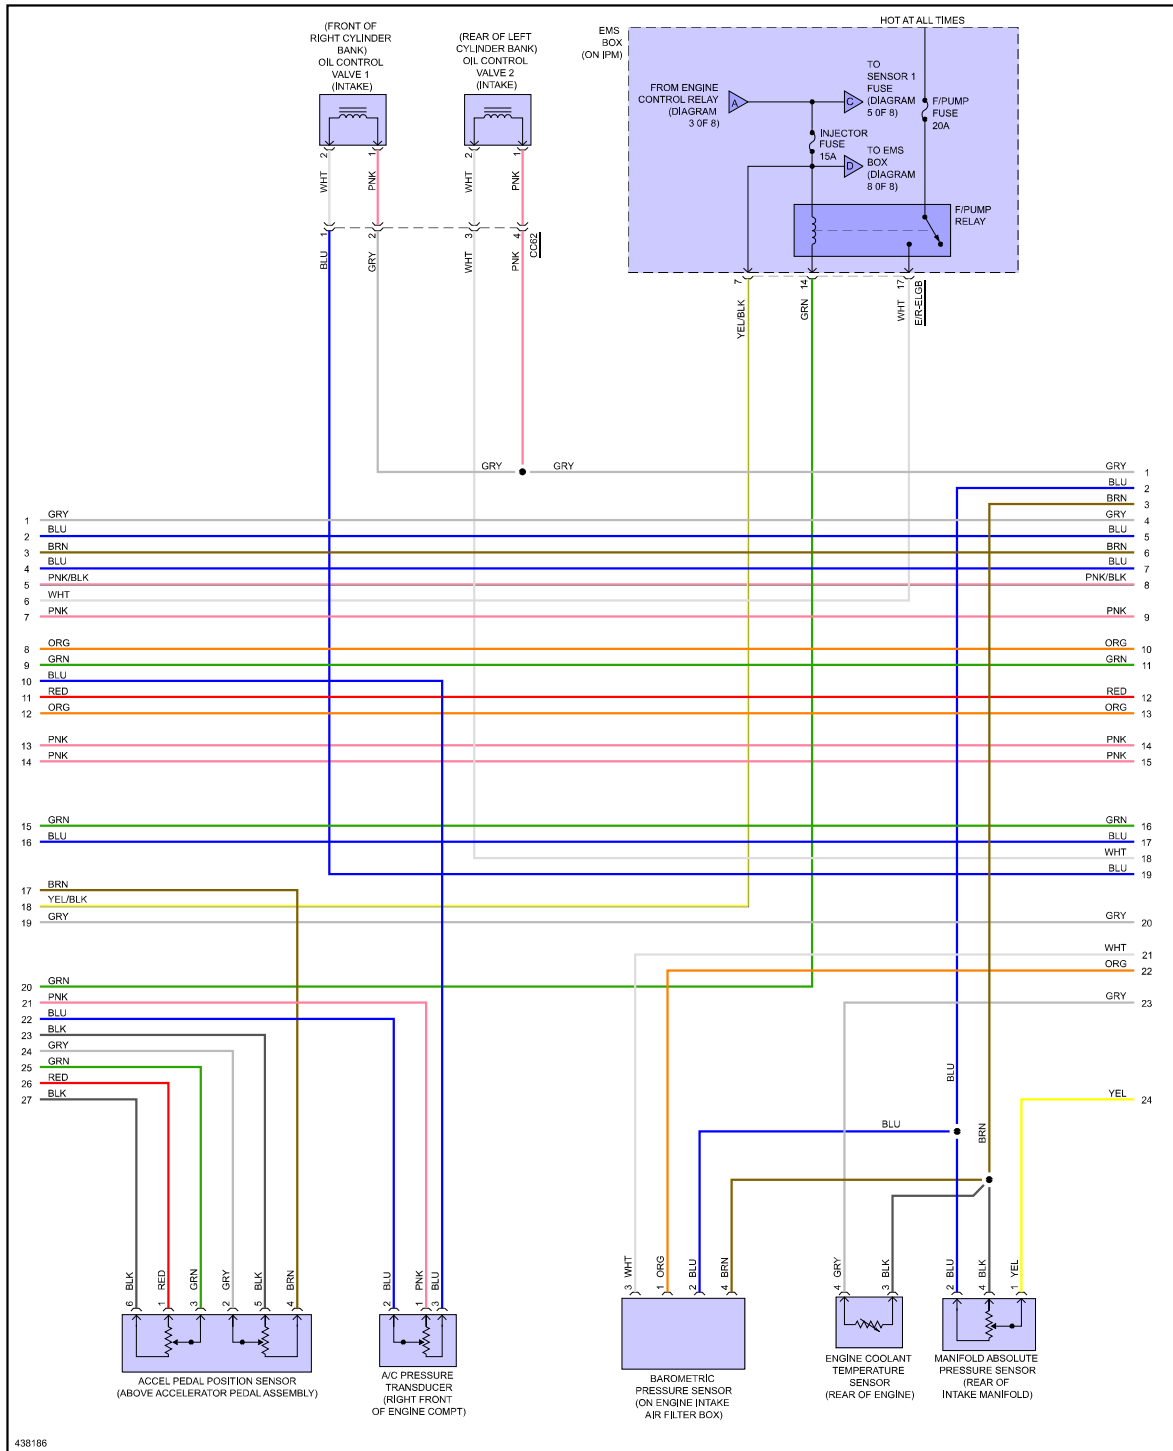 HOT AT ALL TIMES
(FRONT OF
RIGHT CYLINDER
BANK)
OIL CONTROL
VALVE 1
(INTAKE)
(REAR OF LEFT
CYLINDER BANK)
OIL CONTROL
VALVE 2
(INTAKE)
EMS
BOX
(ON IPM)
FROM ENGINE
CONTROL RELAY
(DIAGRAM
3 OF 8)
A
C
TO
SENSOR 1
FUSE
(DIAGRAM
5 OF 8)
F/PUMP
FUSE
20A
INJECTOR
FUSE
15A
D
TO EMS
BOX
(DIAGRAM
8 OF 8)
F/PUMP
RELAY
2 1 2 1
WHT PNK WHT PNK
1 2 3 4 CC62
BLU GRY WHT PNK
7 14 17 E/R-ELGB
YEL/BLK GRN WHT
GRY GRY GRY 1
BLU 2
BRN 3
1 GRY GRY 4
2 BLU BLU 5
3 BRN BRN 6
4 BLU BLU 7
5 PNK/BLK PNK/BLK 8
6 WHT
7 PNK PNK 9
8 ORG ORG 10
9 GRN GRN 11
10 BLU
11 RED RED 12
12 ORG ORG 13
13 PNK PNK 14
14 PNK PNK 15
15 GRN GRN 16
16 BLU BLU 17
WHT 18
BLU 19
17 BRN
18 YEL/BLK
19 GRY GRY 20
WHT 21
ORG 22
20 GRN
21 PNK GRY 23
22 BLU
23 BLK
24 GRY
25 GRN
26 RED
27 BLK YEL 24
BLU
BLU
BRN
BLK RED GRN GRY BLK BRN
6 1 3 2 5 4
BLU PNK BLU
2 1 3
WHT ORG BLU BRN
3 1 2 4
GRY BLK
4 3
BLU BLK YEL
2 4 1
ACCEL PEDAL POSITION SENSOR
(ABOVE ACCELERATOR PEDAL ASSEMBLY)
A/C PRESSURE
TRANSDUCER
(RIGHT FRONT
OF ENGINE COMPT)
BAROMETRIC
PRESSURE SENSOR
(ON ENGINE INTAKE
AIR FILTER BOX)
ENGINE COOLANT
TEMPERATURE
SENSOR
(REAR OF ENGINE)
MANIFOLD ABSOLUTE
PRESSURE SENSOR
(REAR OF
INTAKE MANIFOLD)
438186